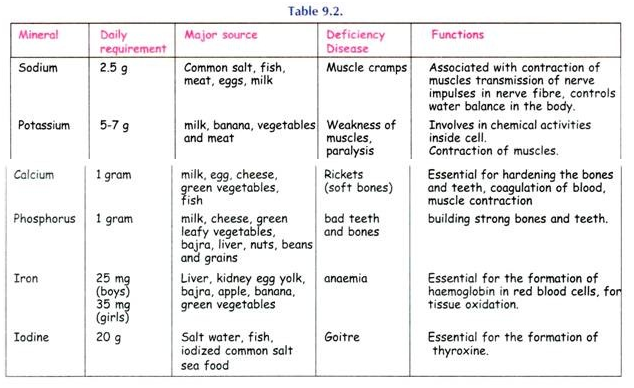 Table 9.2.
Mineral
Daily
requirement
Major source
Deficiency
Disease
Functions
Sodium
2.5 g
Common salt, fish,
meat, eggs, milk
Muscle cramps
Associated with contraction of
muscles transmission of nerve
impulses in nerve fibre, controls
water balance in the body.
Potassium
5-7 g
milk, banana, vegetables
and meat
Weakness of
muscles,
paralysis
Involves in chemical activities
inside cell.
Contraction of muscles.
Calcium
1 gram
milk, egg, cheese,
green vegetables,
fish
Rickets
(soft bones)
Essential for hardening the bones
and teeth, coagulation of blood,
muscle contraction
Phosphorus
1 gram
milk, cheese, green
leafy vegetables,
bajra, liver, nuts, beans
and grains
bad teeth
and bones
building strong bones and teeth.
Iron
25 mg
(boys)
35 mg
(girls)
Liver, kidney egg yolk,
bajra, apple, banana,
green vegetables
anaemia
Essential for the formation of
haemoglobin in red blood cells, for
tissue oxidation.
Iodine
20 g
Salt water, fish,
iodized common salt
sea food
Goitre
Essential for the formation of
thyroxine.